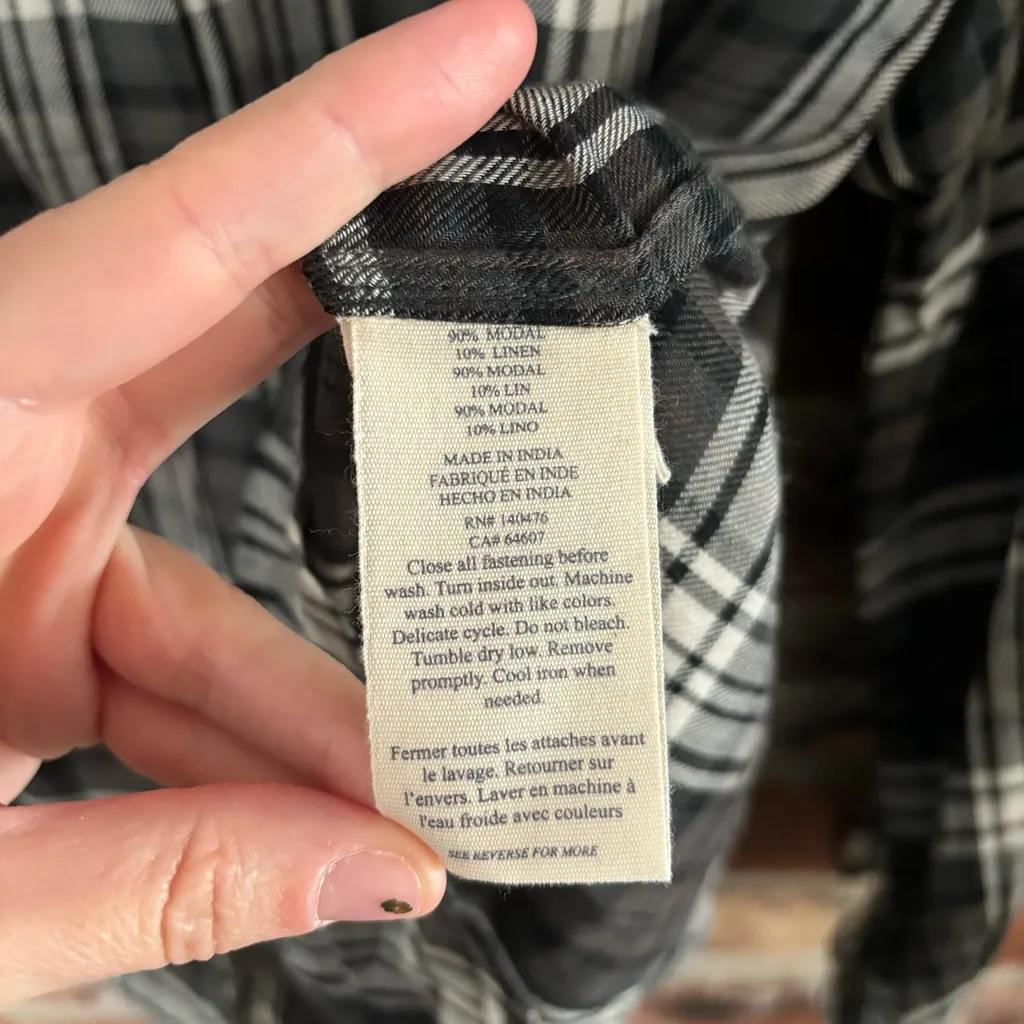 90% MODAL
10% LINEN
90% MODAL
10% LIN
90% MODAL
10% LINO
MADE IN INDIA
FABRIQUÉ EN INDE
HECHO EN INDIA
RN# 140476
CA# 64607
Close all fastening before
wash. Turn inside out. Machine
wash cold with like colors.
Delicate cycle. Do not bleach.
Tumble dry low. Remove
promptly. Cool iron when
needed.
Fermer toutes les attaches avant
le lavage. Retourner sur
l'envers. Laver en machine à
l'eau froide avec couleurs
SEE REVERSE FOR MORE